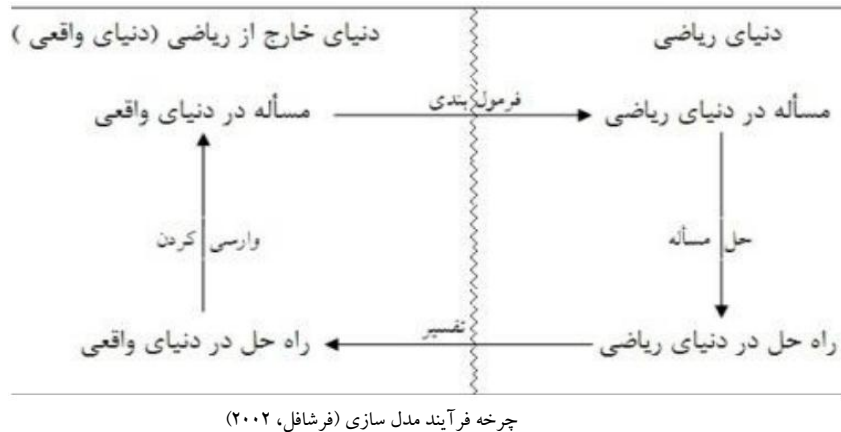 دنیای ریاضی
دنیای خارج از ریاضی (دنیای واقعی )
مسأله در دنیای ریاضی
فرمول بندی
مسأله در دنیای واقعی
حل مسأله
وارسی کردن
راه حل در دنیای ریاضی
تفسیر
راه حل در دنیای واقعی
چرخه فرآیند مدل سازی (فرشافل، ۲۰۰۲)